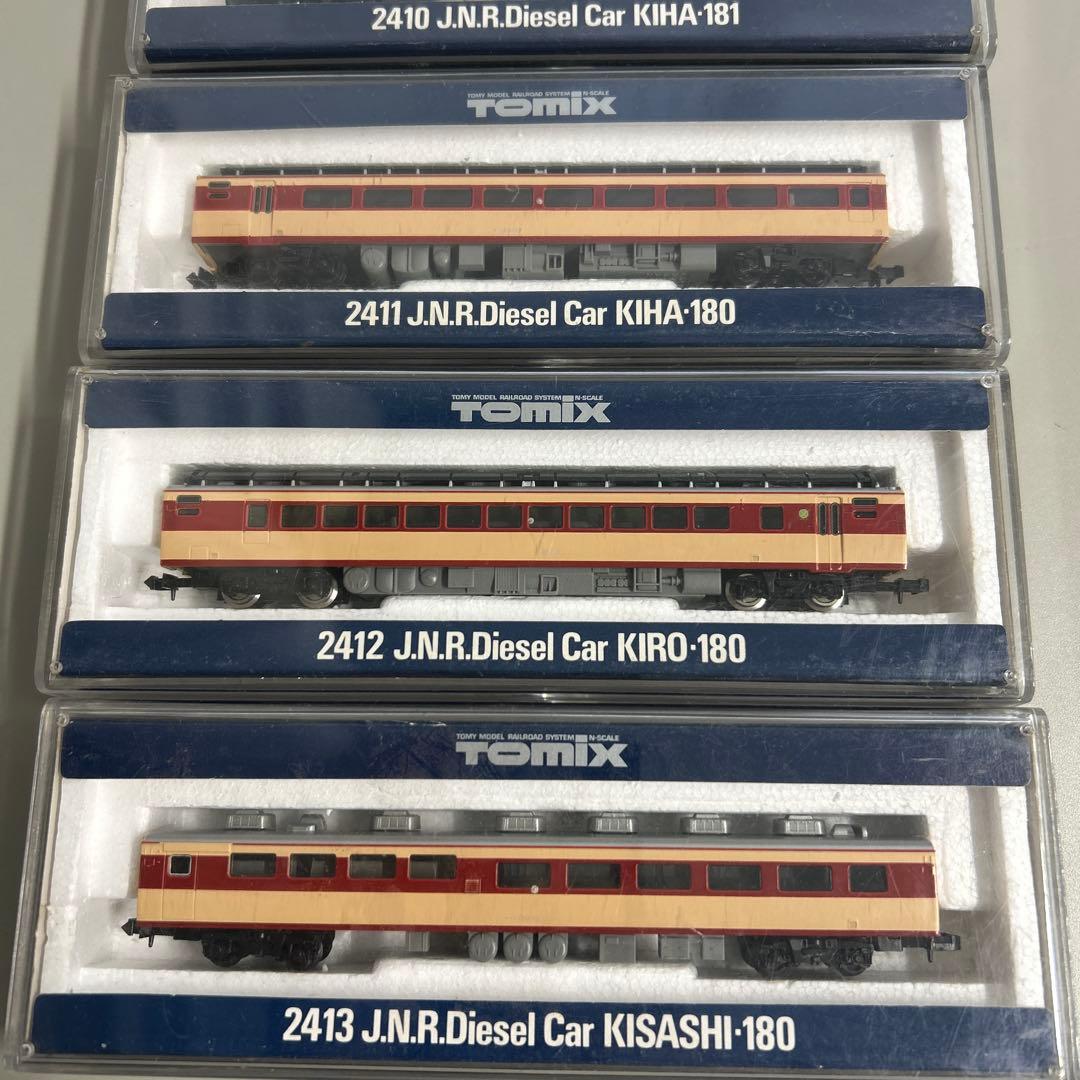 2410 J.N.R.Diesel Car KIHA·181
TOMY MODEL RAILROAD SYSTEM N-SCALE
TOMIX
2411 J.N.R.Diesel Car KIHA·180
TOMY MODEL RAILROAD SYSTEM N-SCALE
TOMIX
2412 J.N.R.Diesel Car KIRO·180
TOMY MODEL RAILROAD SYSTEM N-SCALE
TOMIX
2413 J.N.R.Diesel Car KISASHI·180